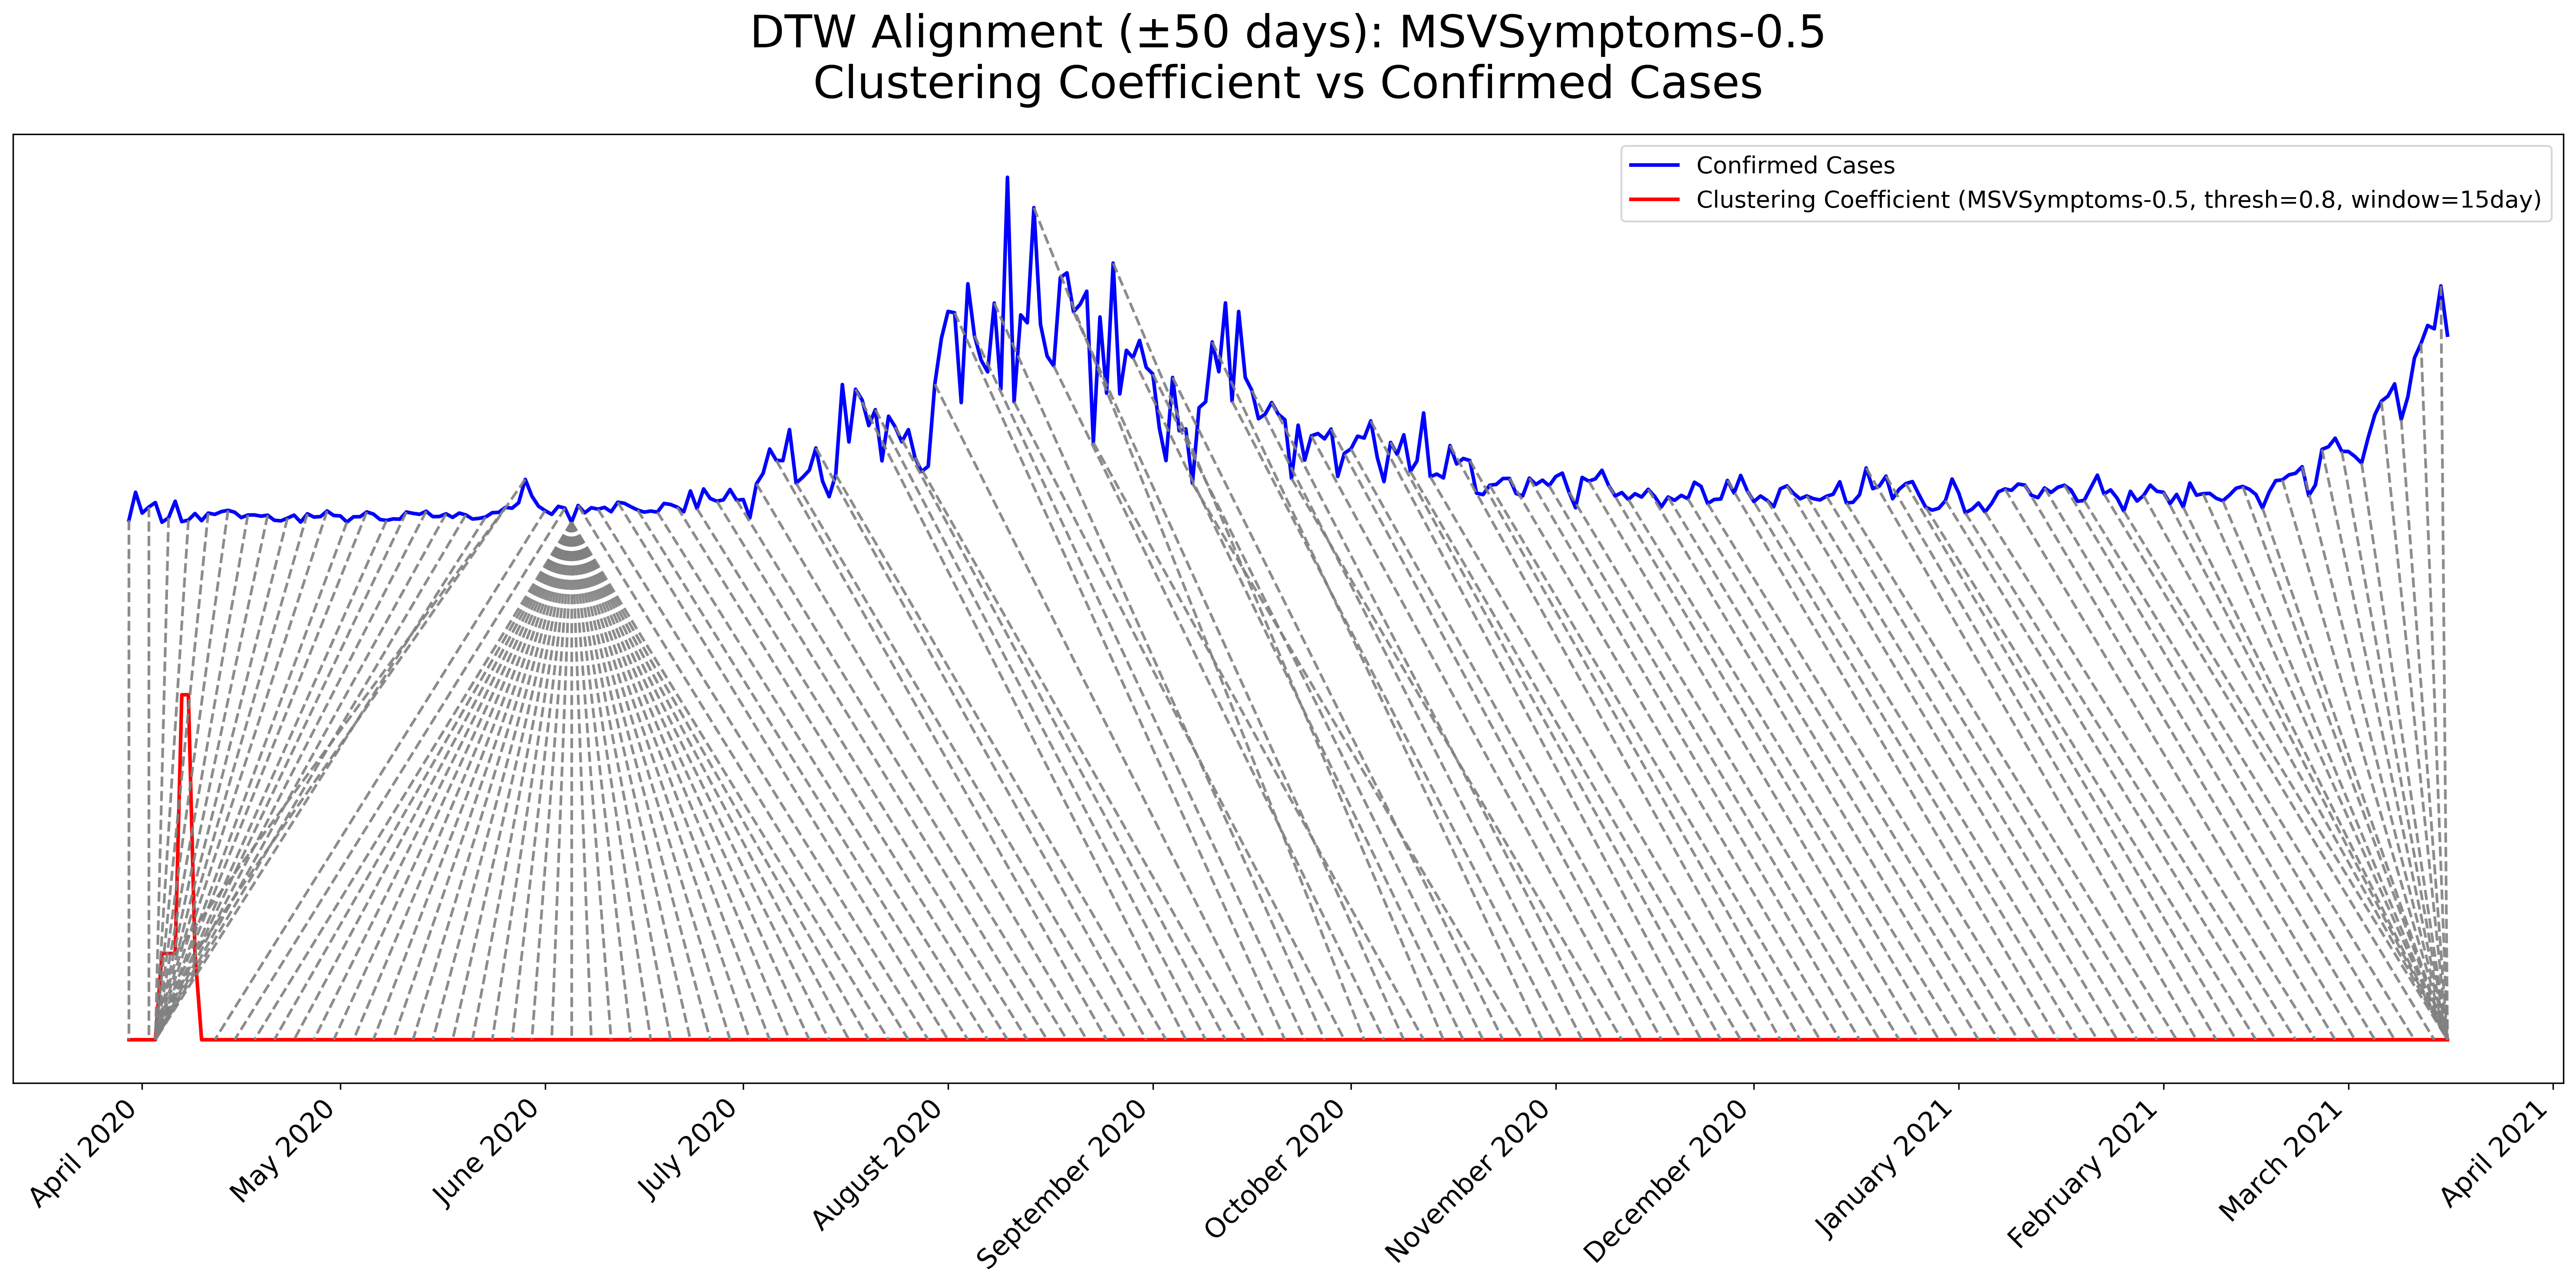 DTW Alignment (±50 days): MSVSymptoms-0.5
Clustering Coefficient vs Confirmed Cases
Confirmed Cases
Clustering Coefficient (MSVSymptoms-0.5, thresh=0.8, window=15day)
April 2020
May 2020
June 2020
July 2020
August 2020
September 2020
October 2020
November 2020
December 2020
January 2021
February 2021
March 2021
April 2021